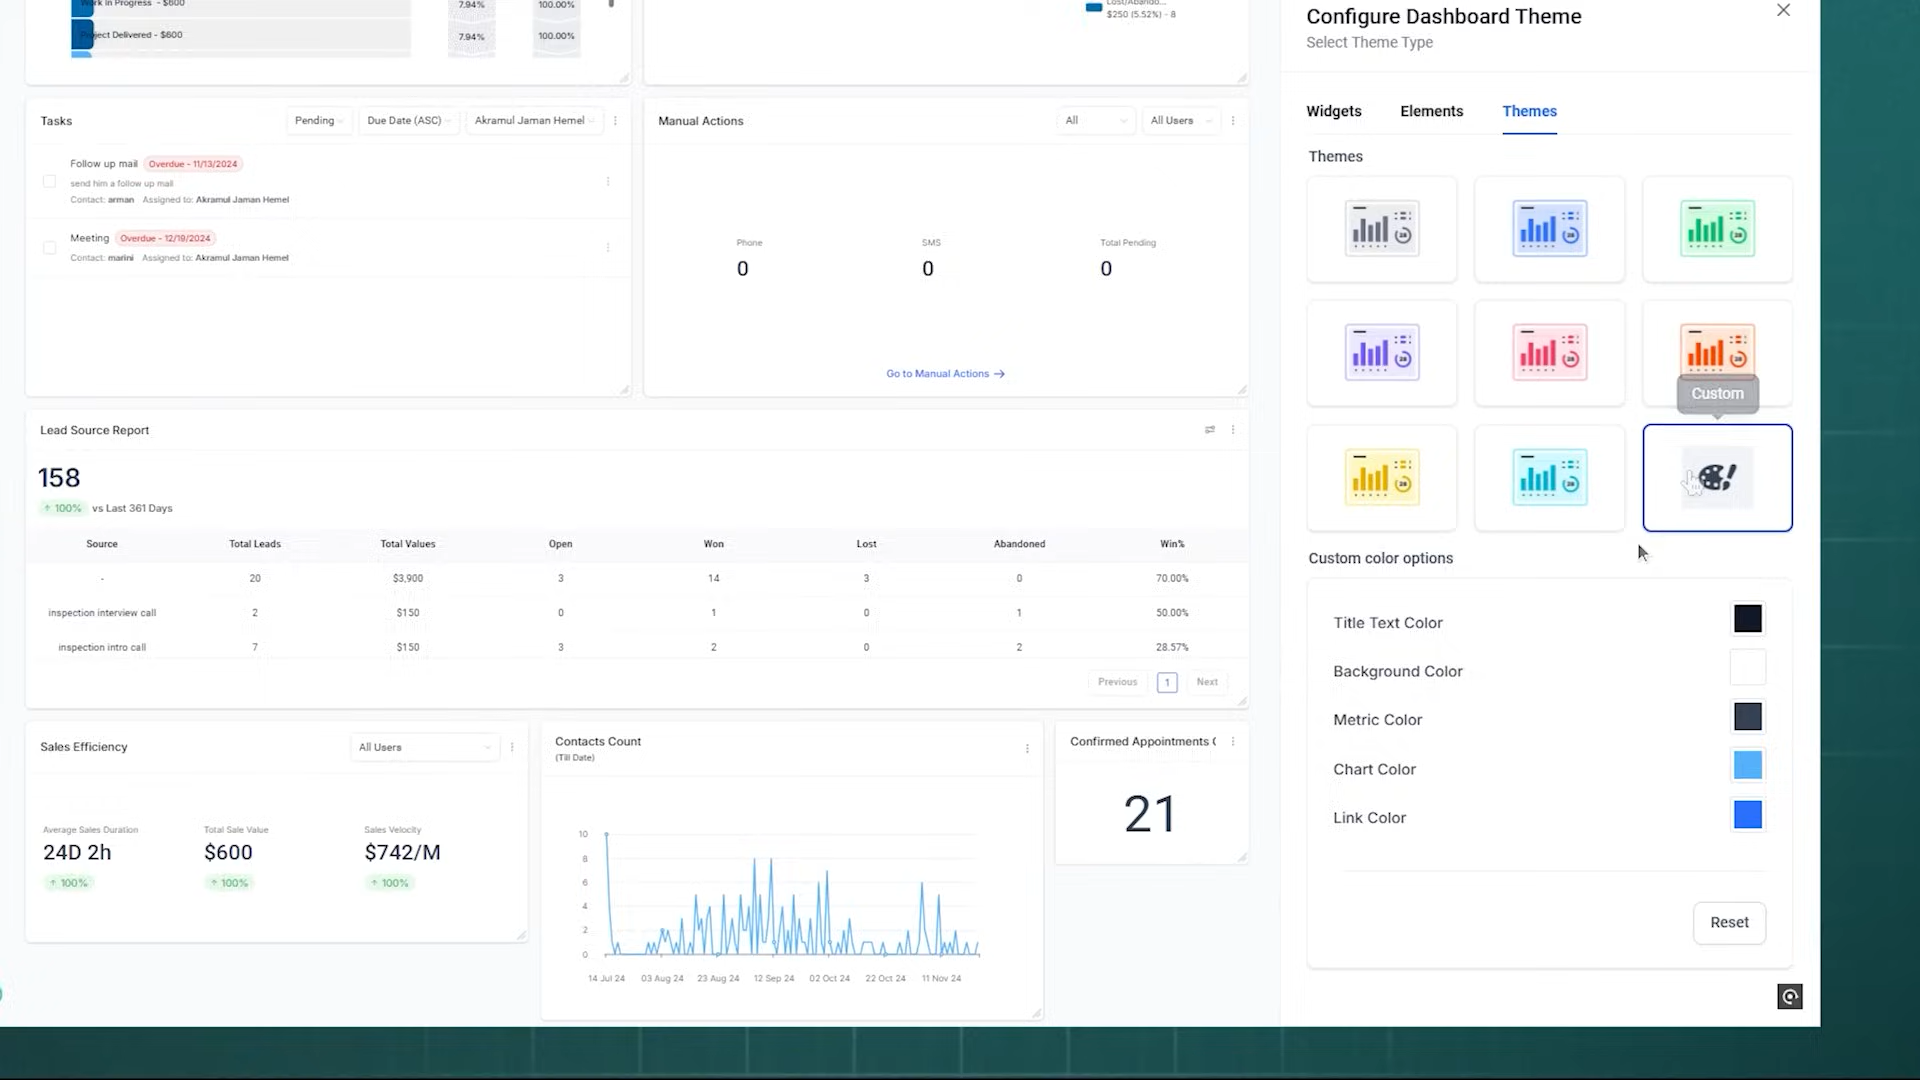 Work In Progress - $600
7.94%
100.00%
Project Delivered - $600
7.94%
100.00%
Lost/Abando...
$250 (5.52%) - 8
Tasks
Pending
Due Date (ASC)
Akramul Jaman Hemel
Follow up mail
Overdue - 11/13/2024
send him a follow up mail
Contact: arman Assigned to: Akramul Jaman Hemel
Meeting
Overdue - 12/19/2024
Contact: marini Assigned to: Akramul Jaman Hemel
Manual Actions
All
All Users
Phone
SMS
Total Pending
0
0
0
Go to Manual Actions →
Lead Source Report
158
↑ 100% vs Last 361 Days
Source Total Leads Total Values Open Won Lost Abandoned Win%
- 20 $3,900 3 14 3 0 70.00%
inspection interview call 2 $150 0 1 0 1 50.00%
inspection intro call 7 $150 3 2 0 2 28.57%
Previous 1 Next
Sales Efficiency
All Users
Average Sales Duration
Total Sale Value
Sales Velocity
24D 2h
$600
$742/M
↑ 100%
↑ 100%
↑ 100%
Contacts Count
(Till Date)
10
8
6
4
2
0
14 Jul 24 03 Aug 24 23 Aug 24 12 Sep 24 02 Oct 24 22 Oct 24 11 Nov 24
Confirmed Appointments (
21
Configure Dashboard Theme
Select Theme Type
Widgets
Elements
Themes
Themes
Custom
Custom color options
Title Text Color
Background Color
Metric Color
Chart Color
Link Color
Reset